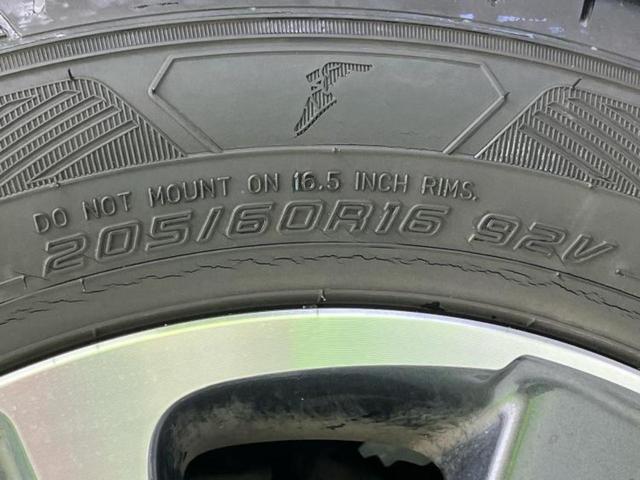 DO NOT MOUNT ON 16.5 INCH RIMS.
205/60R16 92V